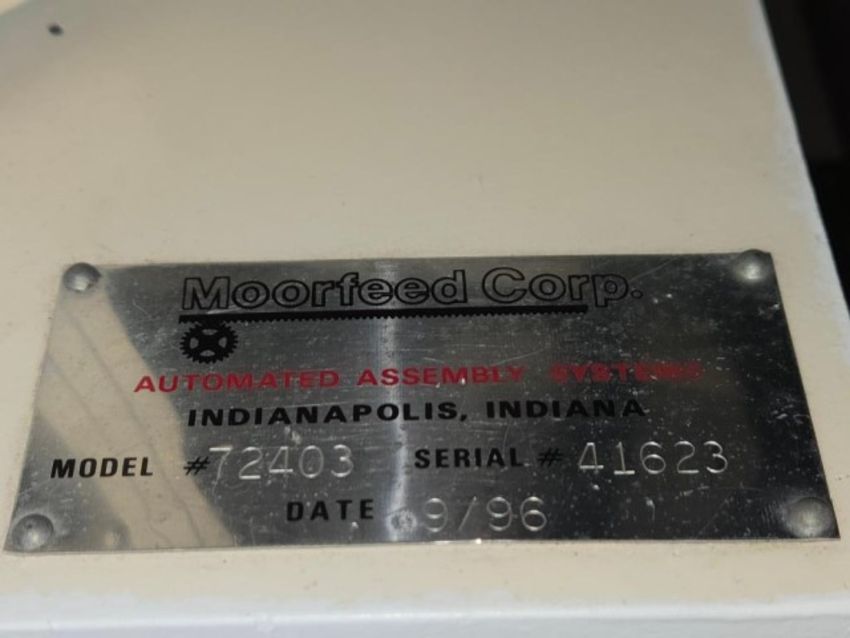 Moorfeed Corp.
AUTOMATED ASSEMBLY SYSTEMS
INDIANAPOLIS, INDIANA
MODEL #72403 SERIAL # 41623
DATE 9/96